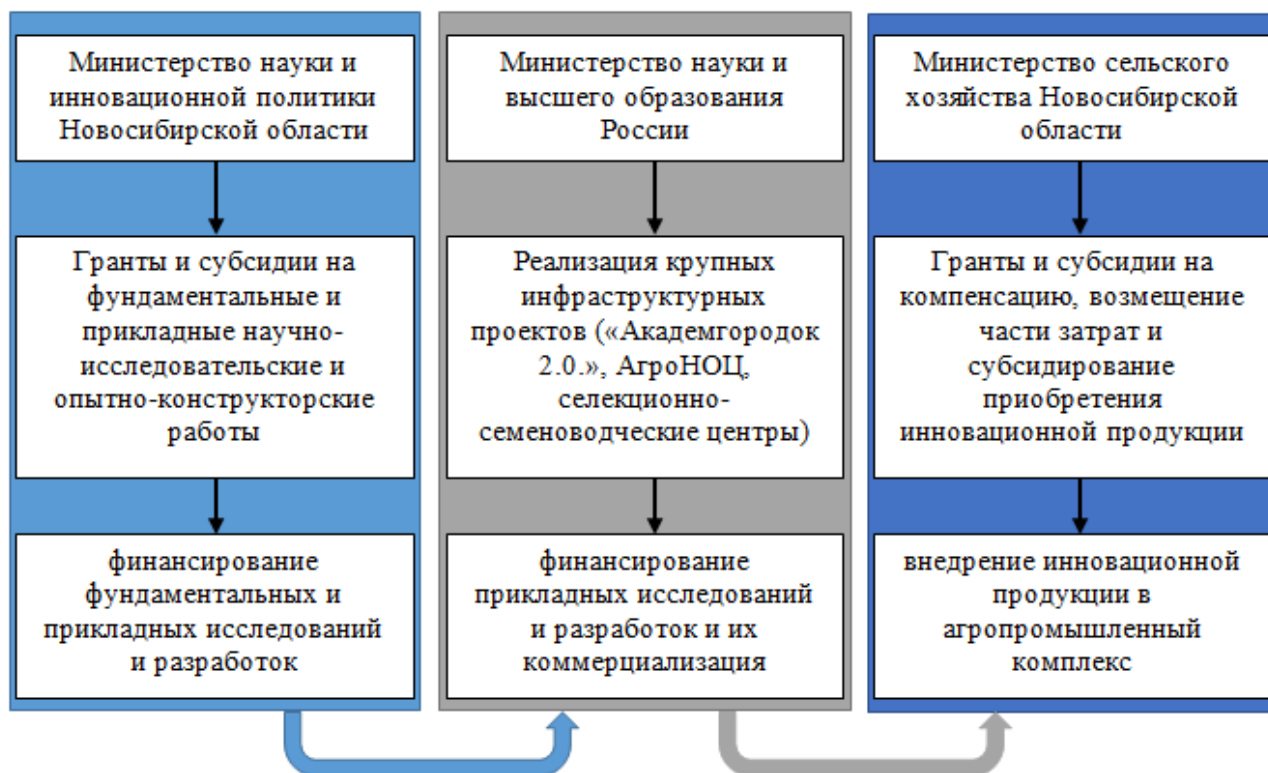 Министерство науки и
инновационной политики
Новосибирской области
Гранты и субсидии на
фундаментальные и
прикладные научно-
исследовательские и
опытно-конструкторские
работы
финансирование
фундаментальных и
прикладных исследований
и разработок
Министерство науки и
высшего образования
России
Реализация крупных
инфраструктурных
проектов («Академгородок
2.0.», АгроНОЦ,
селекционно-
семеноводческие центры)
финансирование
прикладных исследований
и разработок и их
коммерциализация
Министерство сельского
хозяйства Новосибирской
области
Гранты и субсидии на
компенсацию, возмещение
части затрат и
субсидирование
приобретения
инновационной продукции
внедрение инновационной
продукции в
агропромышленный
комплекс